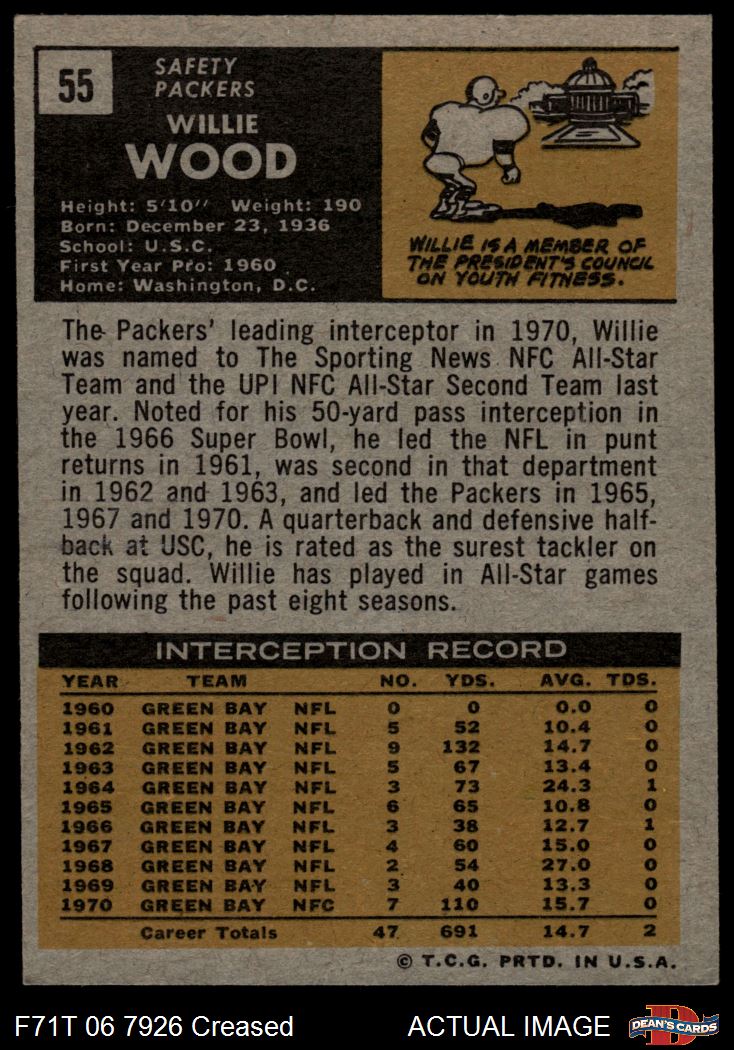 55
SAFETY
PACKERS
WILLIE
WOOD
Height: 5'10'' Weight: 190
Born: December 23, 1936
School: U.S.C.
First Year Pro: 1960
Home: Washington, D.C.
WILLIE IS A MEMBER OF
THE PRESIDENT'S COUNCIL
ON YOUTH FITNESS.
The Packers' leading interceptor in 1970, Willie
was named to The Sporting News NFC All-Star
Team and the UPI NFC All-Star Second Team last
year. Noted for his 50-yard pass interception in
the 1966 Super Bowl, he led the NFL in punt
returns in 1961, was second in that department
in 1962 and 1963, and led the Packers in 1965,
1967 and 1970. A quarterback and defensive half-
back at USC, he is rated as the surest tackler on
the squad. Willie has played in All-Star games
following the past eight seasons.
INTERCEPTION RECORD
YEAR TEAM NO. YDS. AVG. TDS.
1960 GREEN BAY NFL 0 0 0.0 0
1961 GREEN BAY NFL 5 52 10.4 0
1962 GREEN BAY NFL 9 132 14.7 0
1963 GREEN BAY NFL 5 67 13.4 0
1964 GREEN BAY NFL 3 73 24.3 1
1965 GREEN BAY NFL 6 65 10.8 0
1966 GREEN BAY NFL 3 38 12.7 1
1967 GREEN BAY NFL 4 60 15.0 0
1968 GREEN BAY NFL 2 54 27.0 0
1969 GREEN BAY NFL 3 40 13.3 0
1970 GREEN BAY NFC 7 110 15.7 0
Career Totals 47 691 14.7 2
© T.C.G. PRTD. IN U.S.A.
F71T 06 7926 Creased ACTUAL IMAGE
D
DEAN'S CARDS